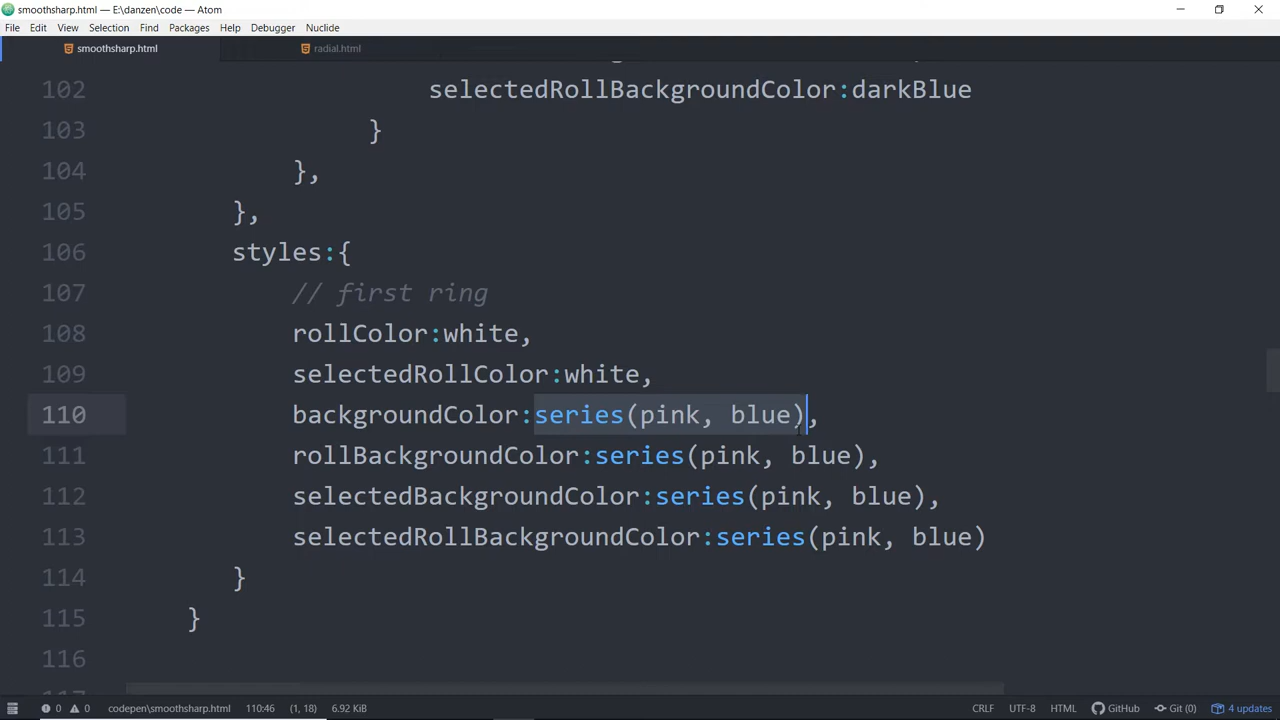 smoothsharp.html — E:\danzen\code — Atom
File Edit View Selection Find Packages Help Debugger Nuclide
smoothsharp.html radial.html
102 selectedRollBackgroundColor:darkBlue
103 }
104 },
105 },
106 styles:{
107 // first ring
108 rollColor:white,
109 selectedRollColor:white,
110 backgroundColor:series(pink, blue),
111 rollBackgroundColor:series(pink, blue),
112 selectedBackgroundColor:series(pink, blue),
113 selectedRollBackgroundColor:series(pink, blue)
114 }
115 }
116
0 0 codepen\smoothsharp.html 110:46 (1, 18) 6.92 KiB CRLF UTF-8 HTML GitHub Git (0) 4 updates